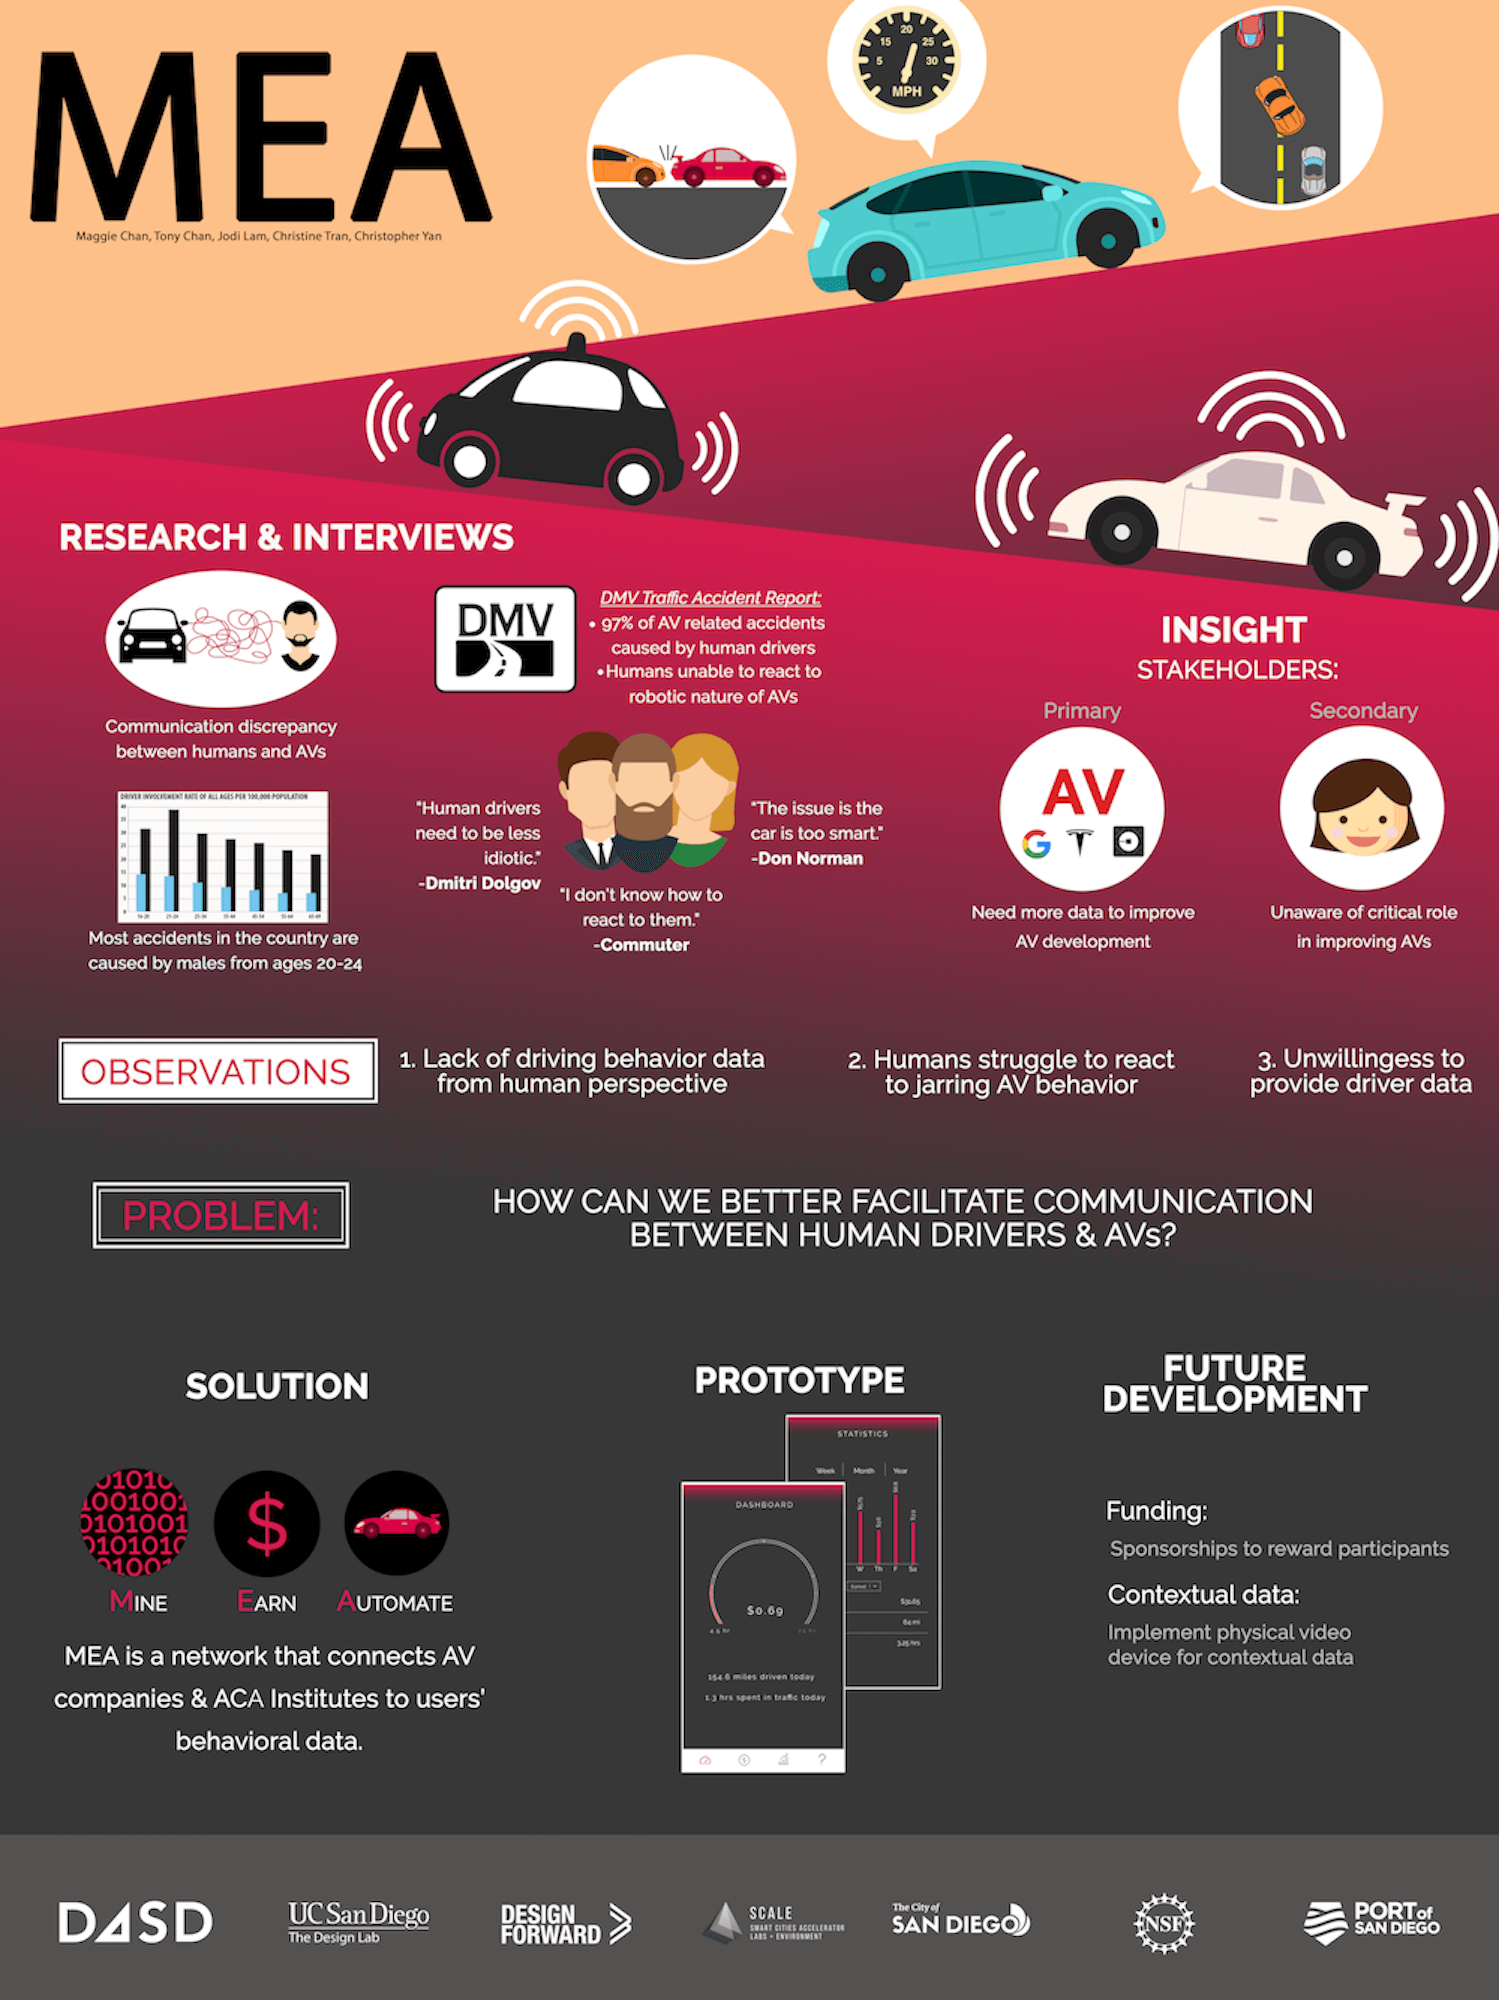 MEA
Maggie Chan, Tony Chan, Jodi Lam, Christine Tran, Christopher Yan
5
15
20
25
30
MPH
RESEARCH & INTERVIEWS
Communication discrepancy
between humans and AVs
DMV
DMV Traffic Accident Report:
• 97% of AV related accidents
caused by human drivers
• Humans unable to react to
robotic nature of AVs
DRIVER INVOLVEMENT RATE OF ALL AGES PER 100,000 POPULATION
Most accidents in the country are
caused by males from ages 20-24
"Human drivers
need to be less
idiotic."
-Dmitri Dolgov
"I don't know how to
react to them."
-Commuter
"The issue is the
car is too smart."
-Don Norman
INSIGHT
STAKEHOLDERS:
Primary
AV
G
Need more data to improve
AV development
Secondary
Unaware of critical role
in improving AVs
OBSERVATIONS
1. Lack of driving behavior data
from human perspective
2. Humans struggle to react
to jarring AV behavior
3. Unwillingess to
provide driver data
PROBLEM:
HOW CAN WE BETTER FACILITATE COMMUNICATION
BETWEEN HUMAN DRIVERS & AVs?
SOLUTION
01010
1001001
0101001
0101010
01001
$
MINE
EARN
AUTOMATE
MEA is a network that connects AV
companies & ACA Institutes to users'
behavioral data.
PROTOTYPE
STATISTICS
Week Month Year
W Th F Sa
DASHBOARD
$0.69
154.6 miles driven today
1.3 hrs spent in traffic today
?
FUTURE
DEVELOPMENT
Funding:
Sponsorships to reward participants
Contextual data:
Implement physical video
device for contextual data
D4SD
UC San Diego
The Design Lab
DESIGN
FORWARD
SCALE
SMART CITIES ACCELERATOR
LABS + ENVIRONMENT
The City of
SAN DIEGO
NSF
PORT of
SAN DIEGO